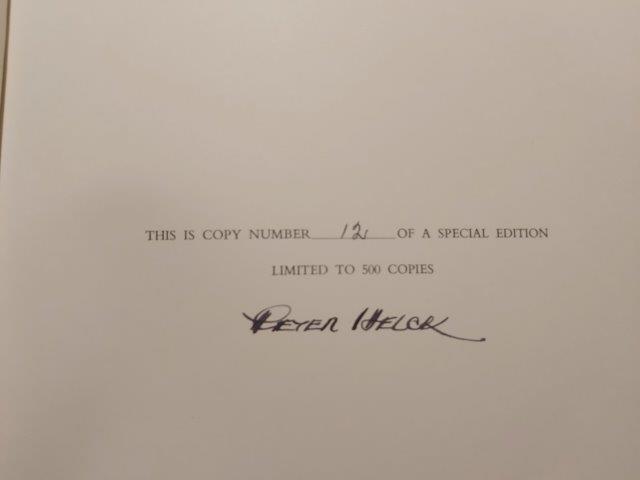 THIS IS COPY NUMBER 12 OF A SPECIAL EDITION
LIMITED TO 500 COPIES
PETER HELCK